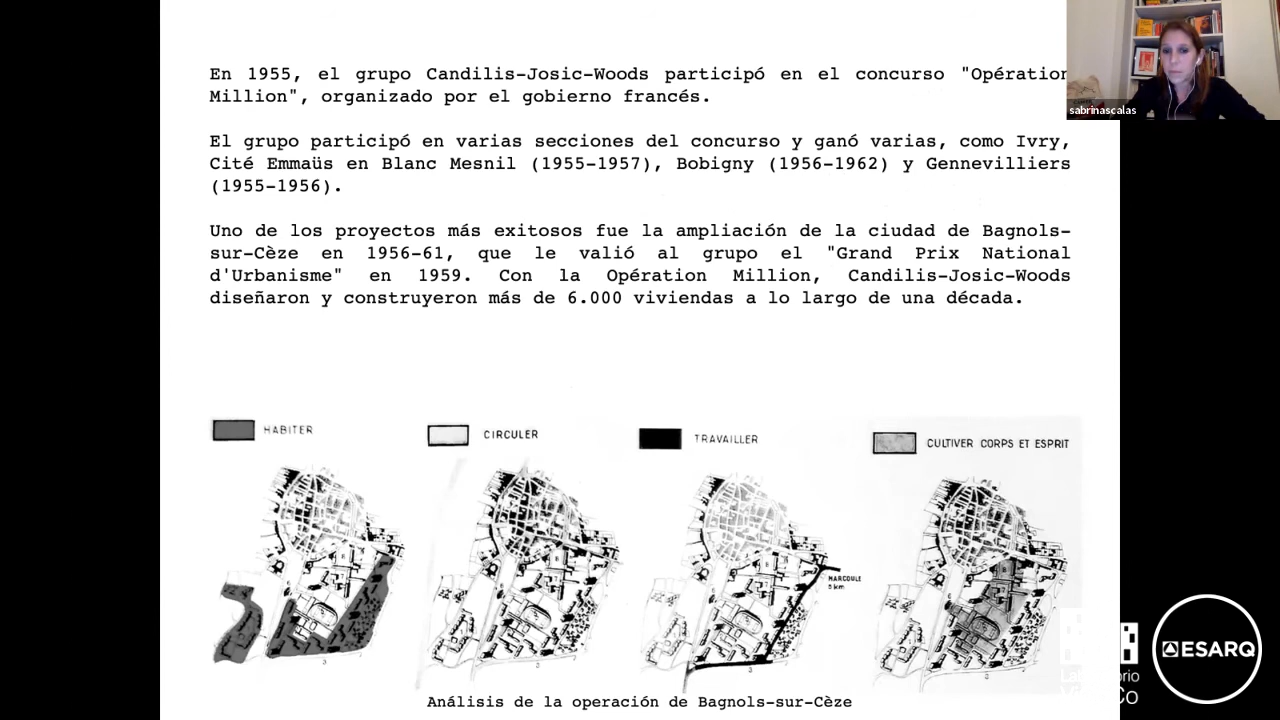 En 1955, el grupo Candilis-Josic-Woods participó en el concurso "Opération
Million", organizado por el gobierno francés.
El grupo participó en varias secciones del concurso y ganó varias, como Ivry,
Cité Emmaüs en Blanc Mesnil (1955-1957), Bobigny (1956-1962) y Gennevilliers
(1955-1956).
Uno de los proyectos más exitosos fue la ampliación de la ciudad de Bagnols-
sur-Cèze en 1956-61, que le valió al grupo el "Grand Prix National
d'Urbanisme" en 1959. Con la Opération Million, Candilis-Josic-Woods
diseñaron y construyeron más de 6.000 viviendas a lo largo de una década.
sabrinascalas
HABITER
CIRCULER
TRAVAILLER
CULTIVER CORPS ET ESPRIT
MARCOULE
Análisis de la operación de Bagnols-sur-Cèze
ESARQ